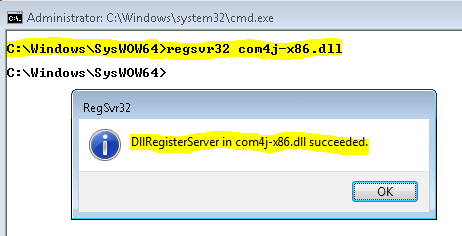 Administrator: C:\Windows\system32\cmd.exe
C:\Windows\SysWOW64>regsvr32 com4j-x86.dll
C:\Windows\SysWOW64>
RegSvr32
DllRegisterServer in com4j-x86.dll succeeded.
OK